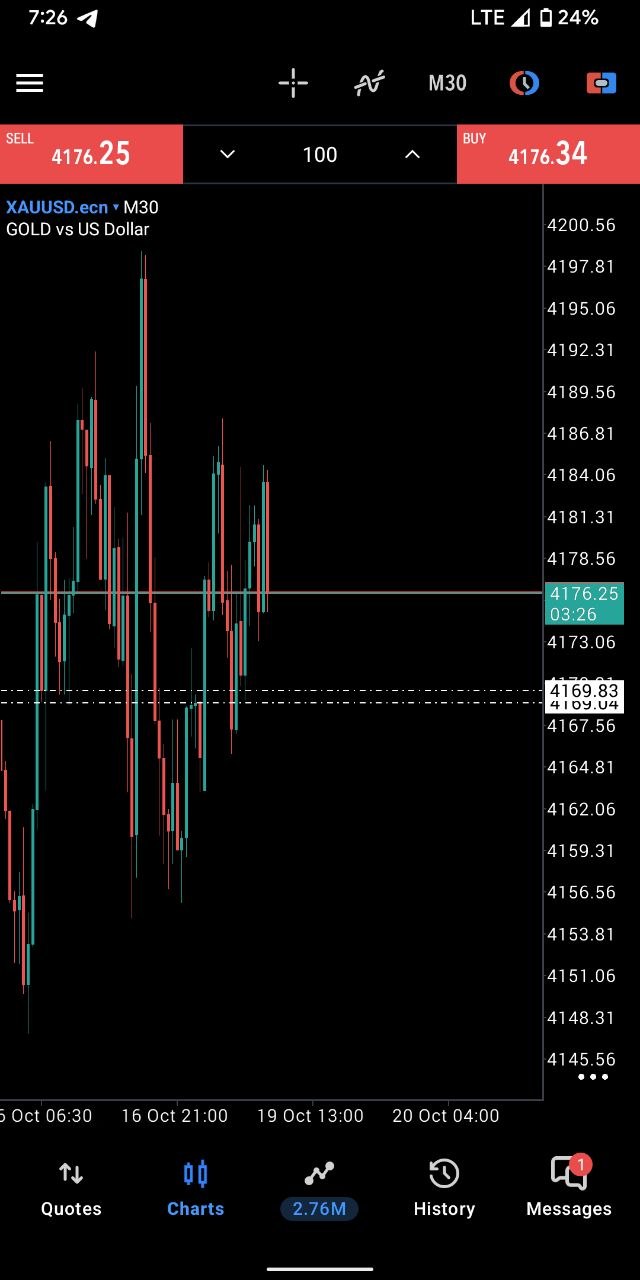 7:26 LTE 24%
M30
SELL 4176.25
100
BUY 4176.34
XAUUSD.ecn ▾ M30
GOLD vs US Dollar
4200.56
4197.81
4195.06
4192.31
4189.56
4186.81
4184.06
4181.31
4178.56
4176.25
03:26
4173.06
4169.83
4169.04
4167.56
4164.81
4162.06
4159.31
4156.56
4153.81
4151.06
4148.31
4145.56
6 Oct 06:30 16 Oct 21:00 19 Oct 13:00 20 Oct 04:00
1
2.76M
Quotes Charts History Messages